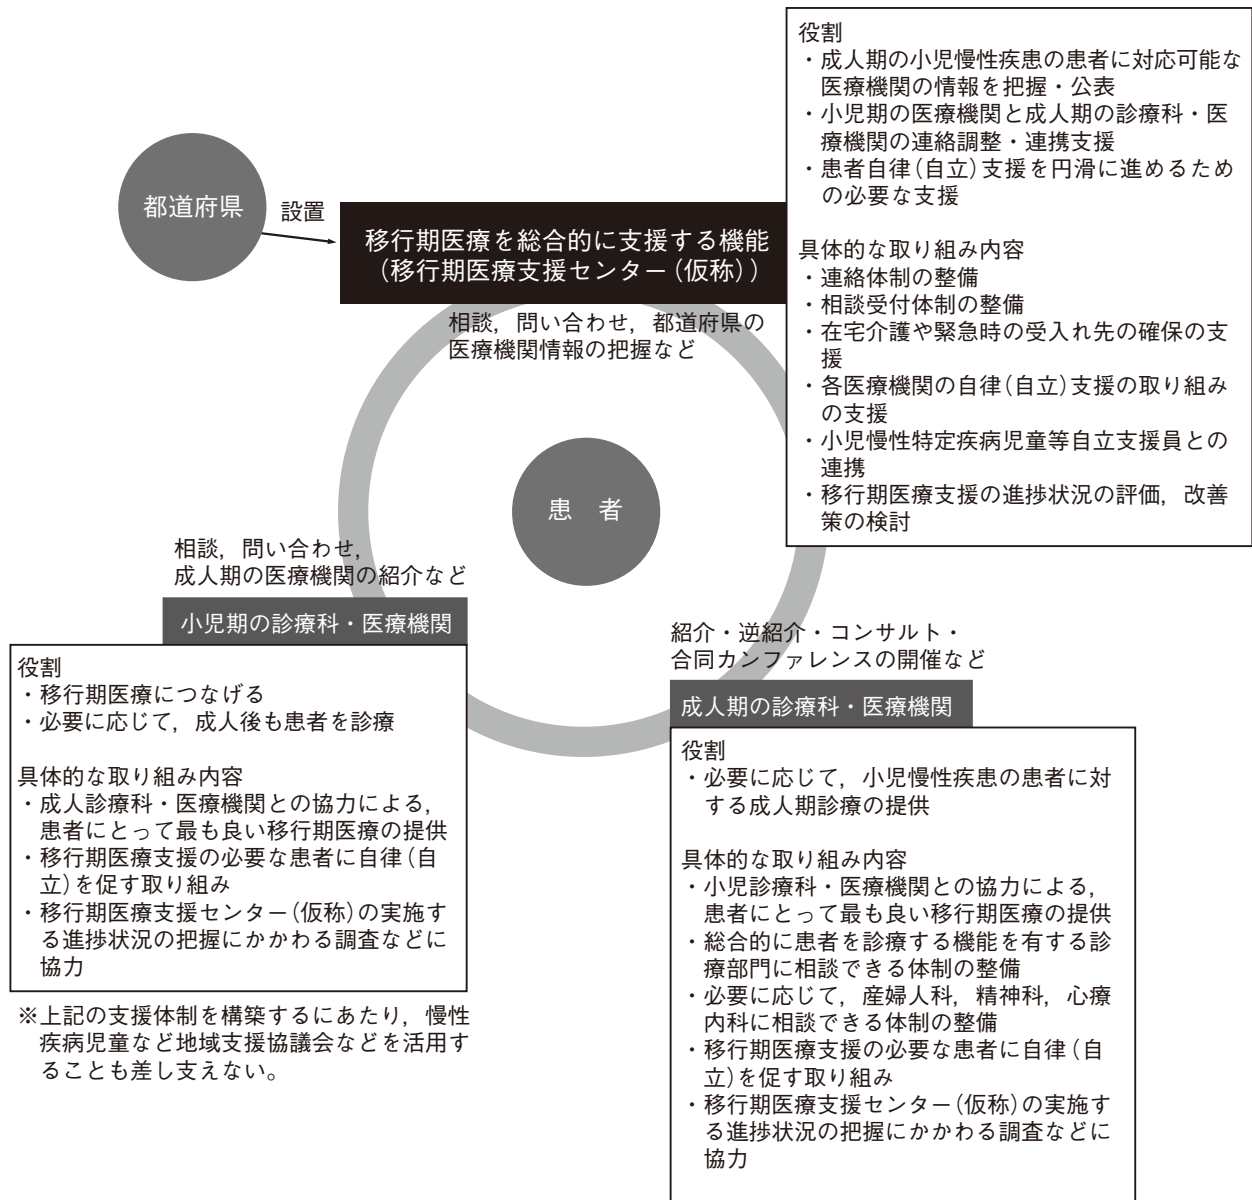 都道府県
設置
移行期医療を総合的に支援する機能
（移行期医療支援センター（仮称））
役割
・成人期の小児慢性疾患の患者に対応可能な
医療機関の情報を把握・公表
・小児期の医療機関と成人期の診療科・医
療機関の連絡調整・連携支援
・患者自律（自立）支援を円滑に進めるため
の必要な支援
具体的な取り組み内容
・連絡体制の整備
・相談受付体制の整備
・在宅介護や緊急時の受入れ先の確保の支
援
・各医療機関の自律（自立）支援の取り組み
の支援
・小児慢性特定疾病児童等自立支援員との
連携
・移行期医療支援の進捗状況の評価，改善
策の検討
相談，問い合わせ，都道府県の
医療機関情報の把握など
患　者
相談，問い合わせ，
成人期の医療機関の紹介など
小児期の診療科・医療機関
役割
・移行期医療につなげる
・必要に応じて，成人後も患者を診療
具体的な取り組み内容
・成人診療科・医療機関との協力による，
患者にとって最も良い移行期医療の提供
・移行期医療支援の必要な患者に自律（自
立）を促す取り組み
・移行期医療支援センター（仮称）の実施す
る進捗状況の把握にかかわる調査などに
協力
※上記の支援体制を構築するにあたり，慢性
疾病児童など地域支援協議会などを活用す
ることも差し支えない。
紹介・逆紹介・コンサルト・
合同カンファレンスの開催など
成人期の診療科・医療機関
役割
・必要に応じて，小児慢性疾患の患者に対
する成人期診療の提供
具体的な取り組み内容
・小児診療科・医療機関との協力による，
患者にとって最も良い移行期医療の提供
・総合的に患者を診療する機能を有する診
療部門に相談できる体制の整備
・必要に応じて，産婦人科，精神科，心療
内科に相談できる体制の整備
・移行期医療支援の必要な患者に自律（自
立）を促す取り組み
・移行期医療支援センター（仮称）の実施す
る進捗状況の把握にかかわる調査などに
協力